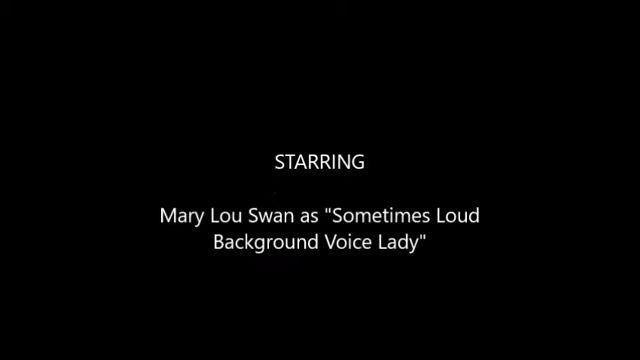 STARRING
Mary Lou Swan as "Sometimes Loud
Background Voice Lady"